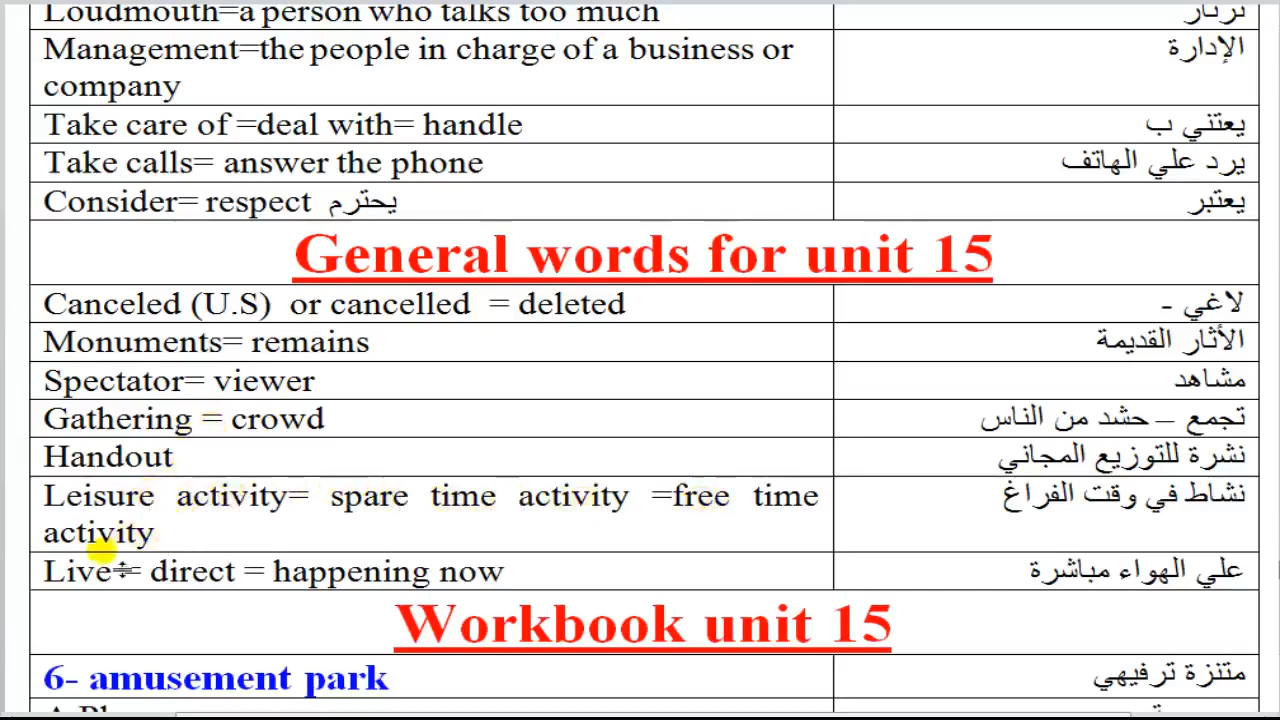 Loudmouth=a person who talks too much ثرثار
Management=the people in charge of a business or الإدارة
company
Take care of =deal with= handle يعتني ب
Take calls= answer the phone يرد علي الهاتف
Consider= respect يحترم يعتبر
General words for unit 15
Canceled (U.S) or cancelled = deleted لاغي -
Monuments= remains الأثار القديمة
Spectator= viewer مشاهد
Gathering = crowd تجمع – حشد من الناس
Handout نشرة للتوزيع المجاني
Leisure activity= spare time activity =free time نشاط في وقت الفراغ
activity
Live= direct = happening now علي الهواء مباشرة
Workbook unit 15
6- amusement park متنزة ترفيهي